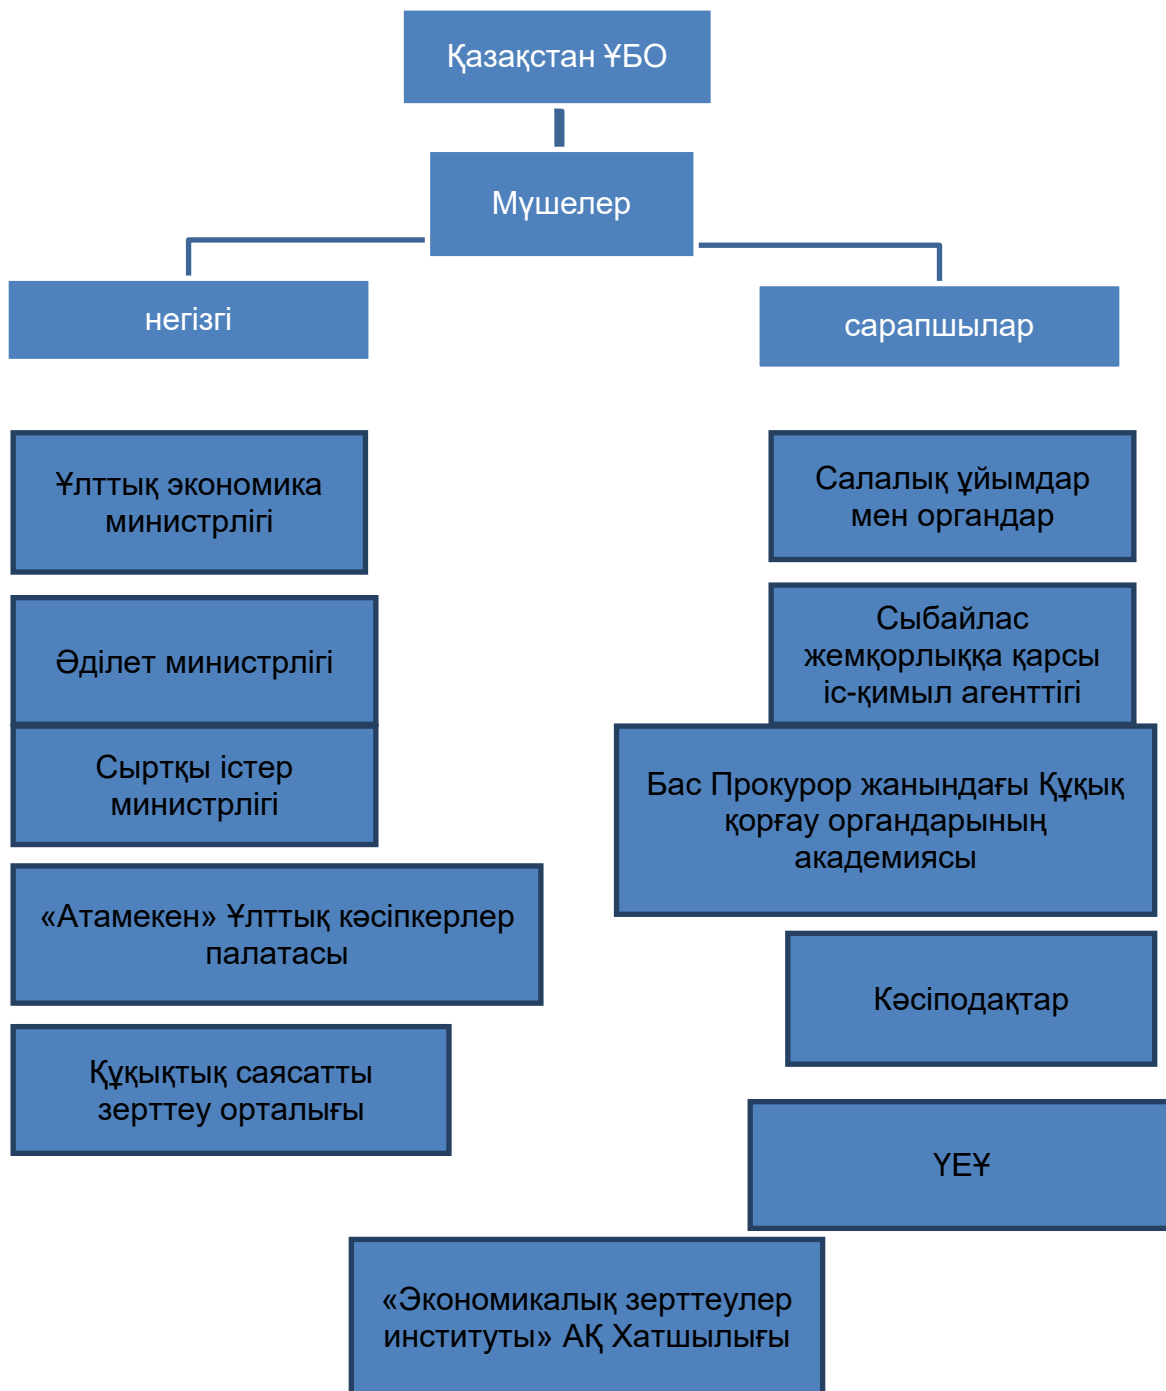 Қазақстан ҰБО
Мүшелер
негізгі
сарапшылар
Ұлттық экономика
министрлігі
Әділет министрлігі
Сыртқы істер
министрлігі
«Атамекен» Ұлттық кәсіпкерлер
палатасы
Құқықтық саясатты
зерттеу орталығы
Салалық ұйымдар
мен органдар
Сыбайлас
жемқорлыққа қарсы
іс-қимыл агенттігі
Бас Прокурор жанындағы Құқық
қорғау органдарының
академиясы
Кәсіподақтар
ҮЕҰ
«Экономикалық зерттеулер
институты» АҚ Хатшылығы